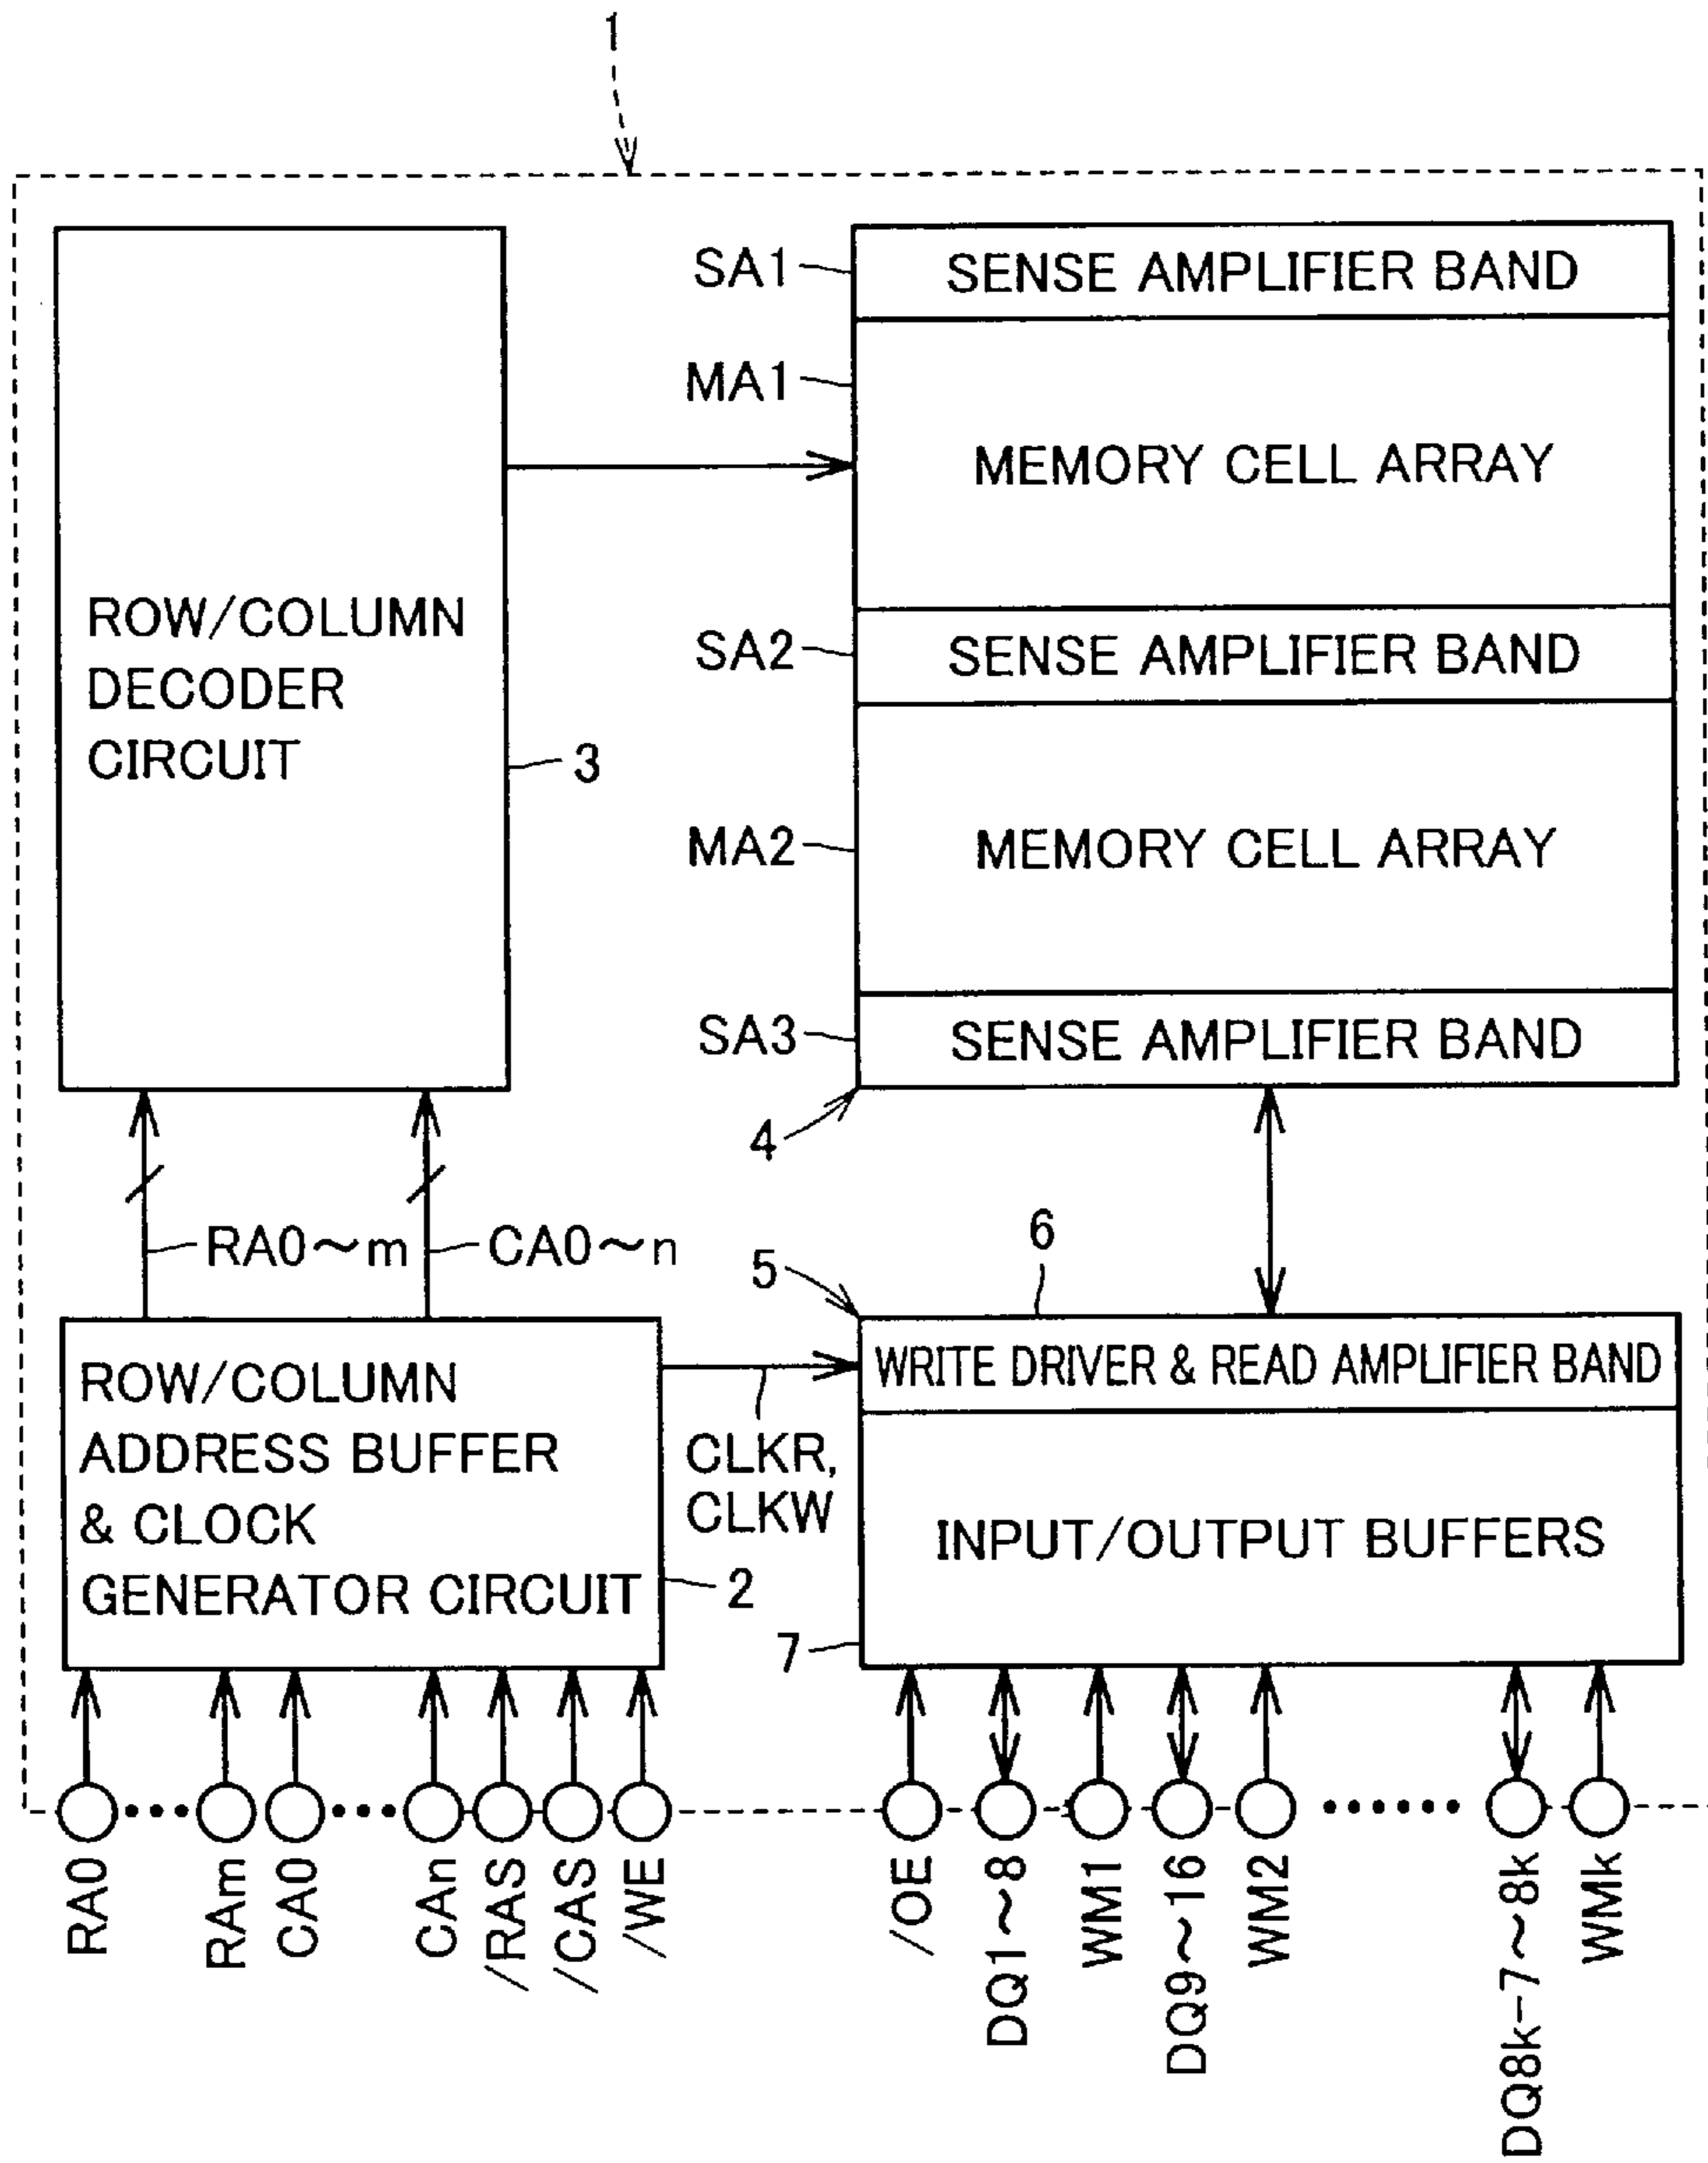 1
SA1
SENSE AMPLIFIER BAND
MA1
MEMORY CELL ARRAY
ROW/COLUMN
DECODER
CIRCUIT
3
SA2
SENSE AMPLIFIER BAND
MA2
MEMORY CELL ARRAY
SA3
SENSE AMPLIFIER BAND
4
RA0~m
CA0~n
5
6
ROW/COLUMN
ADDRESS BUFFER
& CLOCK
GENERATOR CIRCUIT
2
CLKR,
CLKW
WRITE DRIVER & READ AMPLIFIER BAND
INPUT/OUTPUT BUFFERS
7
RA0
RAm
CA0
CAn
/RAS
/CAS
/WE
/OE
DQ1~8
WM1
DQ9~16
WM2
DQ8k-7~8k
WMk